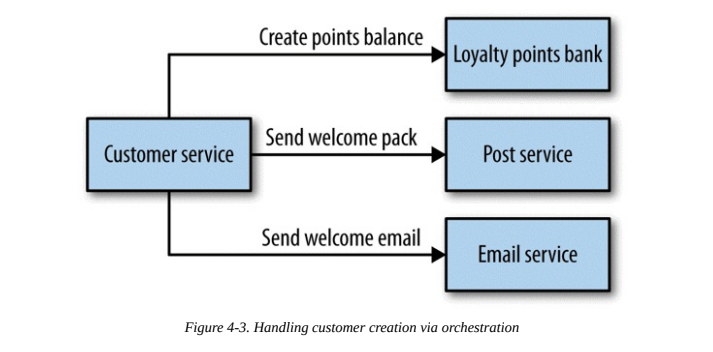 Create points balance
Loyalty points bank
Customer service
Send welcome pack
Post service
Send welcome email
Email service
Figure 4-3. Handling customer creation via orchestration